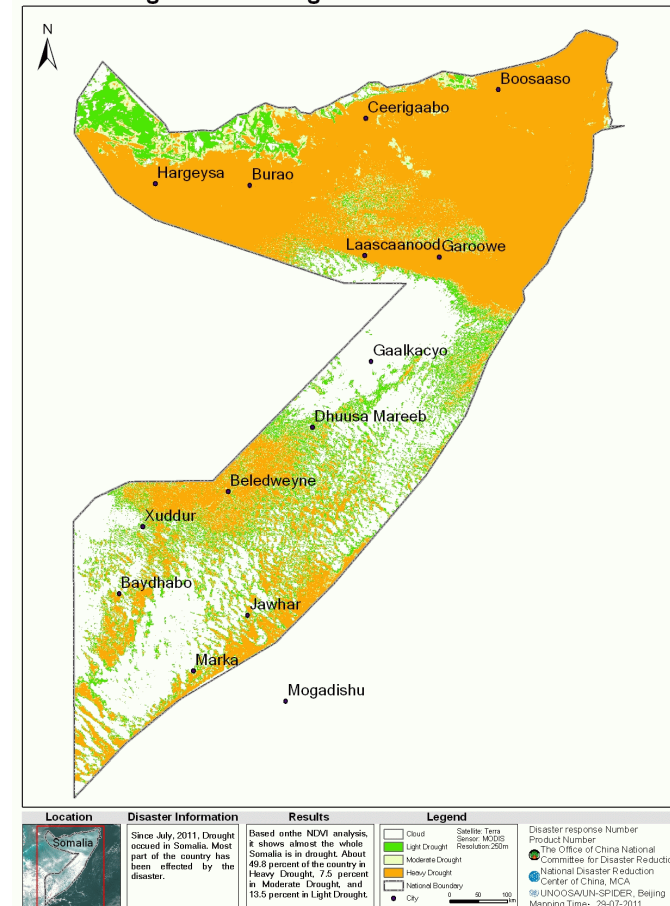 N
Boosaaso
Ceerigaabo
Hargeysa
Burao
Laascaanood
Garoowe
Gaalkacyo
Dhuusa Mareeb
Beledweyne
Xuddur
Baydhabo
Jawhar
Marka
Mogadishu
Location
Somalia
Disaster Information
Since July, 2011, Drought
occued in Somalia. Most
part of the country has
been effected by the
disaster.
Results
Based onthe NDVI analysis,
it shows almost the whole
Somalia is in drought. About
49.8 percent of the country in
Heavy Drought, 7.5 percent
in Moderate Drought, and
13.5 percent in Light Drought.
Legend
Cloud
Light Drought
Moderate Drought
Heavy Drought
National Boundary
City
Satellite: Terra
Sensor: MODIS
Resolution:250m
0 50 100
km
Disaster response Number
Product Number
The Office of China National
Committee for Disaster Reductio
National Disaster Reduction
Center of China, MCA
UNOOSA/UN-SPIDER, Beijing
Mapping Time: 29-07-2011